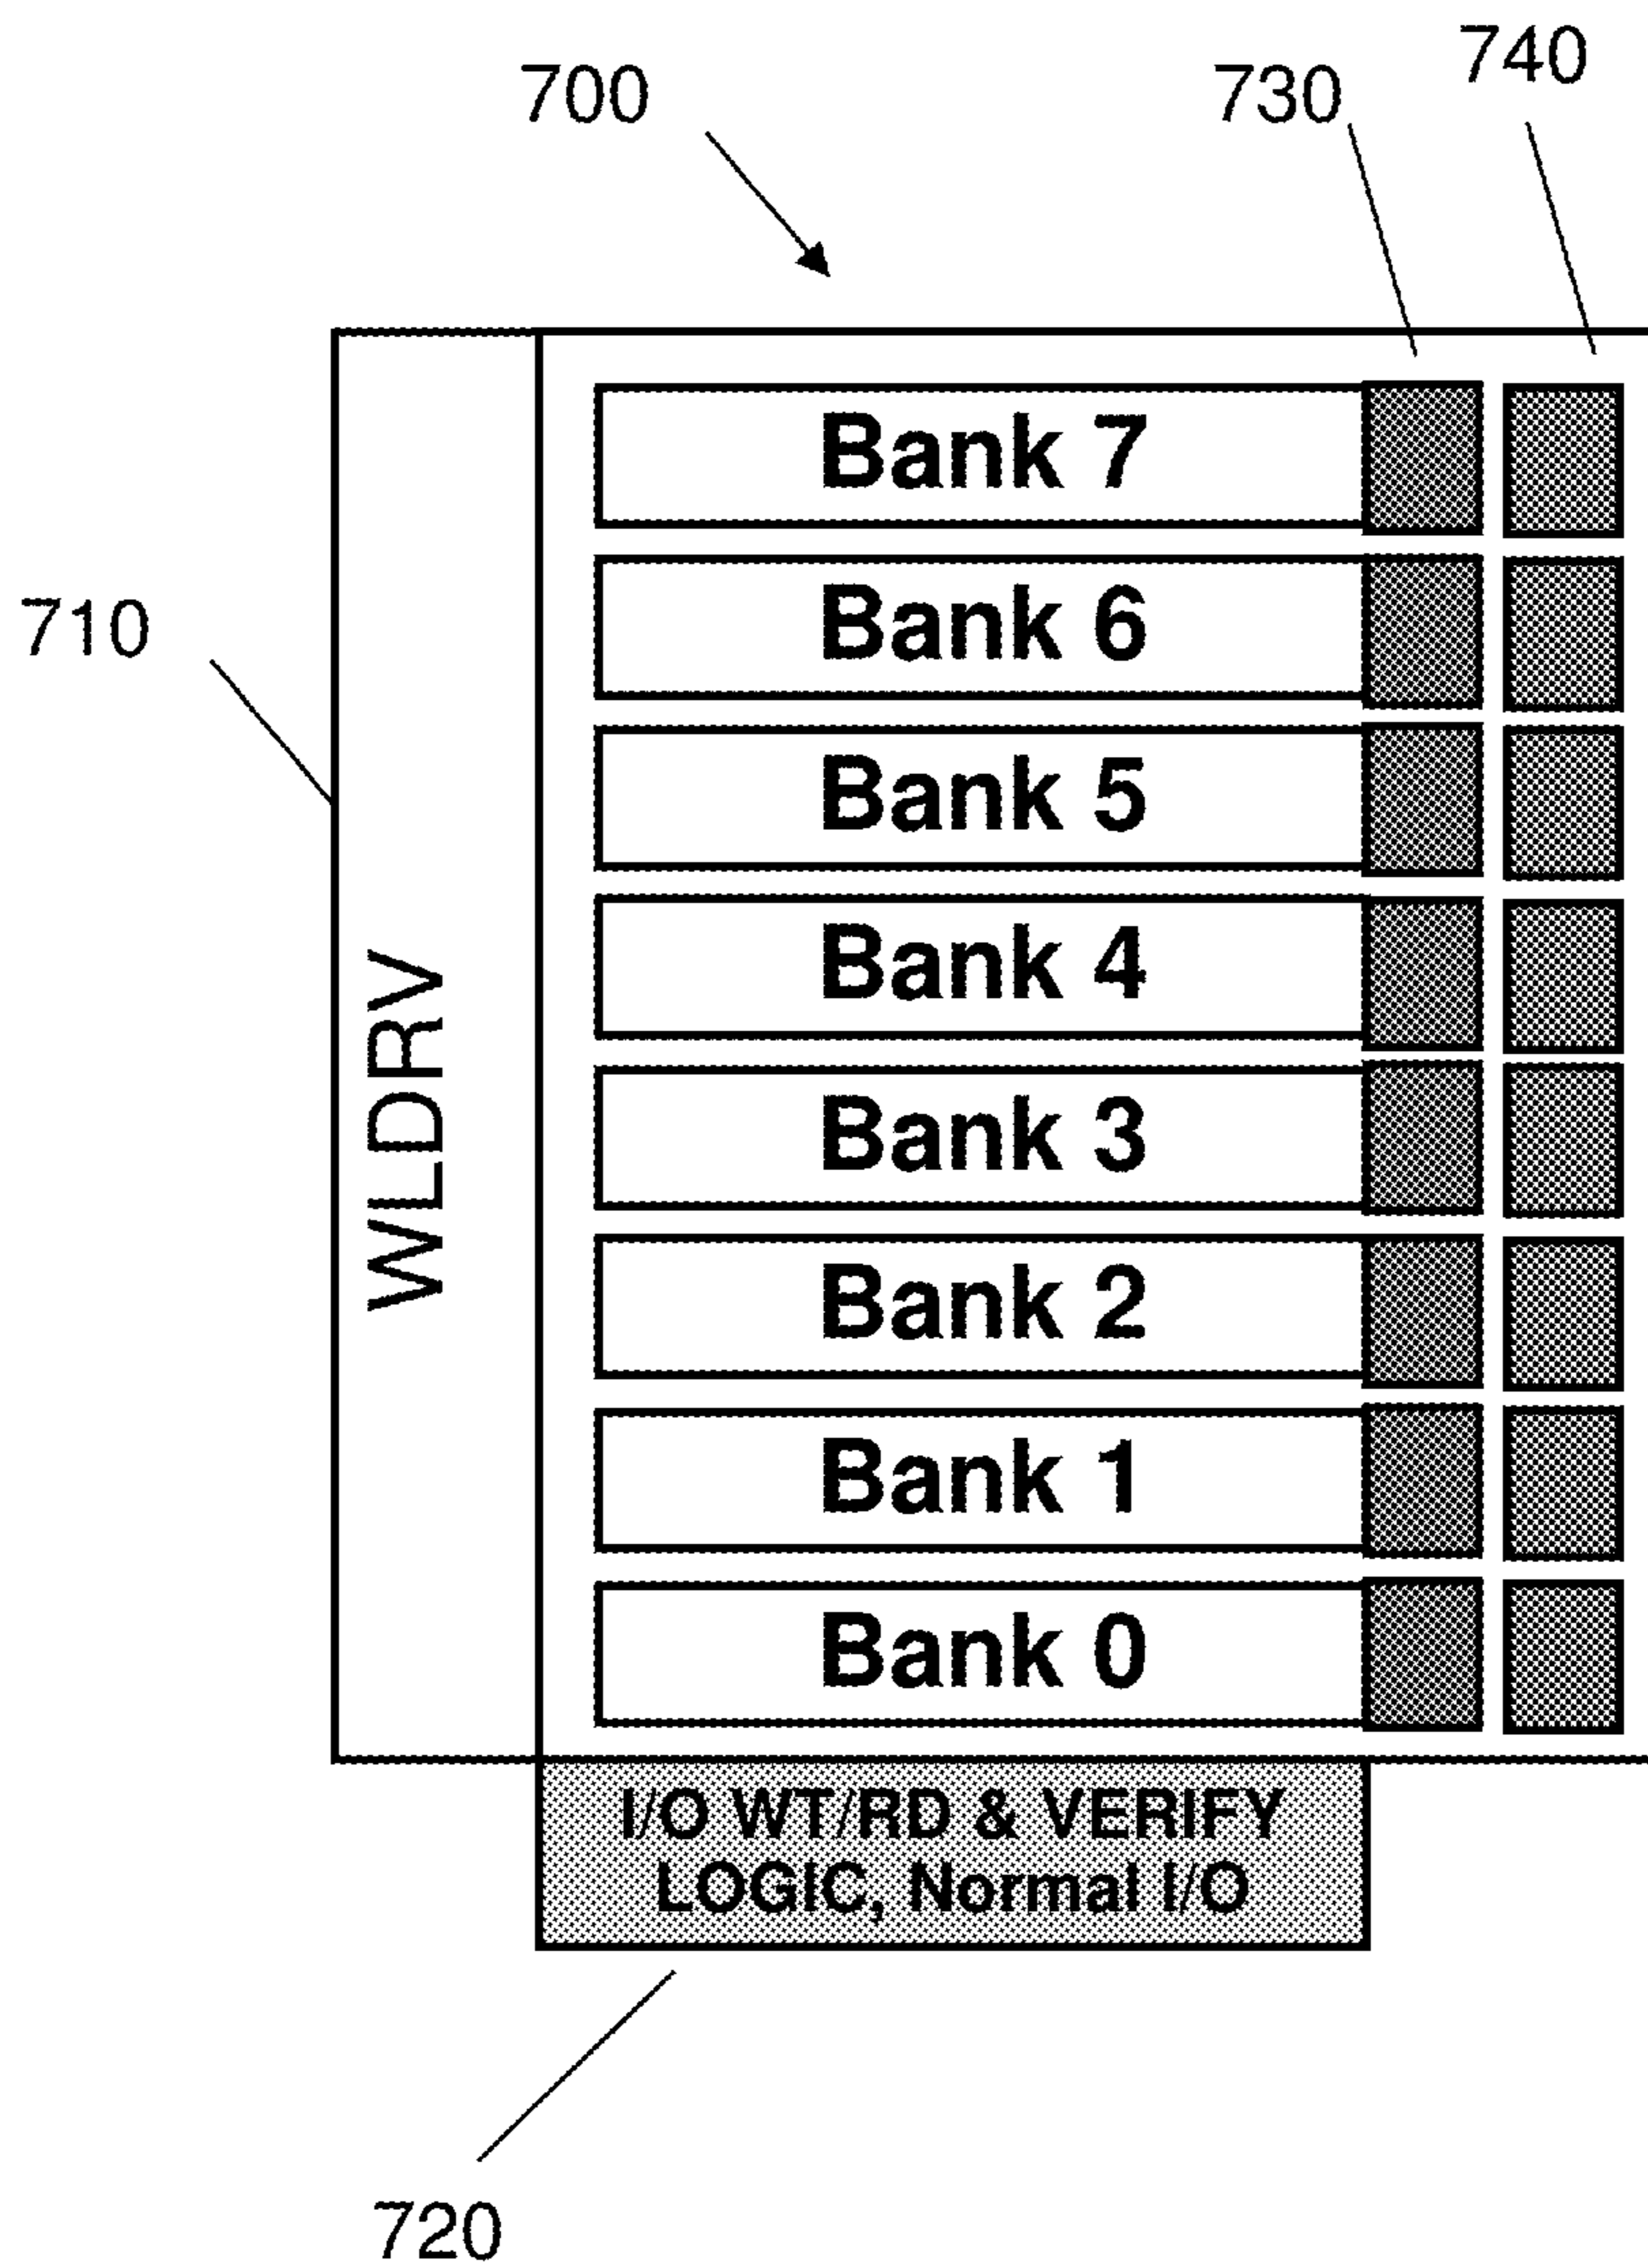 700
730
740
Bank 7
Bank 6
710
Bank 5
Bank 4
WLDRV
Bank 3
Bank 2
Bank 1
Bank 0
I/O WT/RD & VERIFY
LOGIC, Normal I/O
720